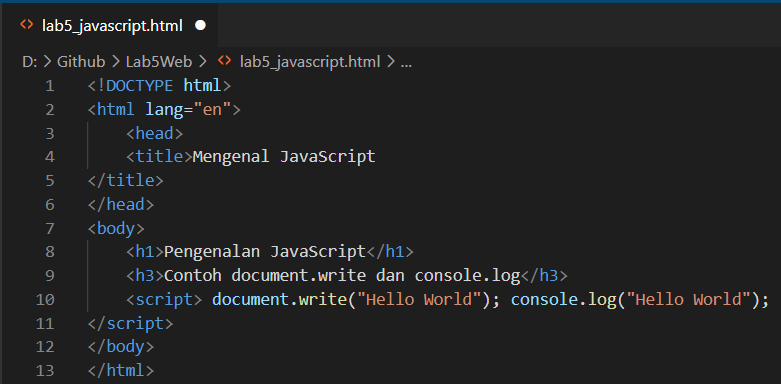 lab5_javascript.html
D: > Github > Lab5Web > lab5_javascript.html > ...
1 <!DOCTYPE html>
2 <html lang="en">
3 <head>
4 <title>Mengenal JavaScript
5 </title>
6 </head>
7 <body>
8 <h1>Pengenalan JavaScript</h1>
9 <h3>Contoh document.write dan console.log</h3>
10 <script> document.write("Hello World"); console.log("Hello World");
11 </script>
12 </body>
13 </html>